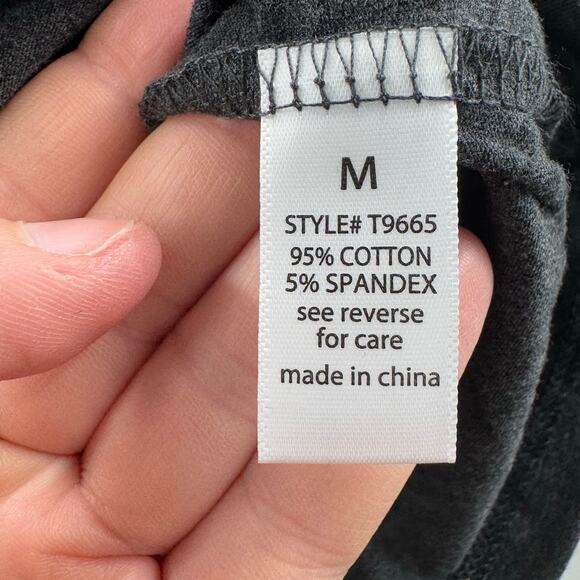 M
STYLE# T9665
95% COTTON
5% SPANDEX
see reverse
for care
made in china